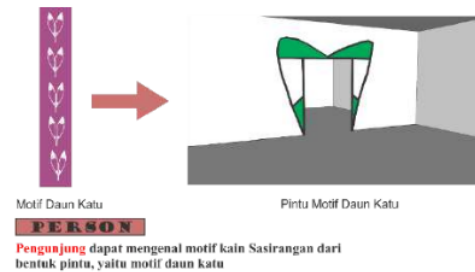 Motif Daun Katu
Pintu Motif Daun Katu
PERSON
Pengunjung dapat mengenal motif kain Sasirangan dari
bentuk pintu, yaitu motif daun katu